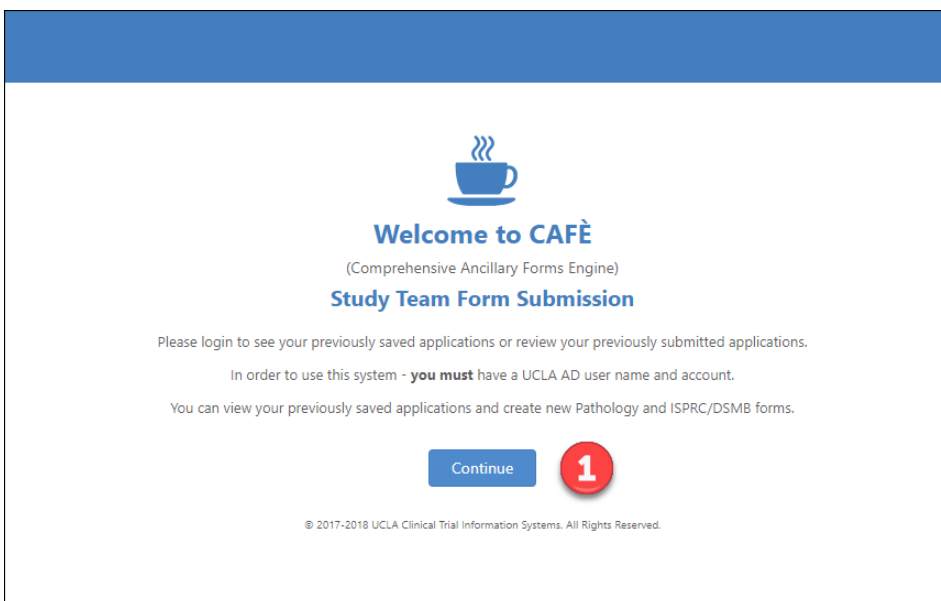 Welcome to CAFÈ
(Comprehensive Ancillary Forms Engine)
Study Team Form Submission
Please login to see your previously saved applications or review your previously submitted applications.
In order to use this system - you must have a UCLA AD user name and account.
You can view your previously saved applications and create new Pathology and ISPRC/DSMB forms.
Continue 1
© 2017-2018 UCLA Clinical Trial Information Systems. All Rights Reserved.